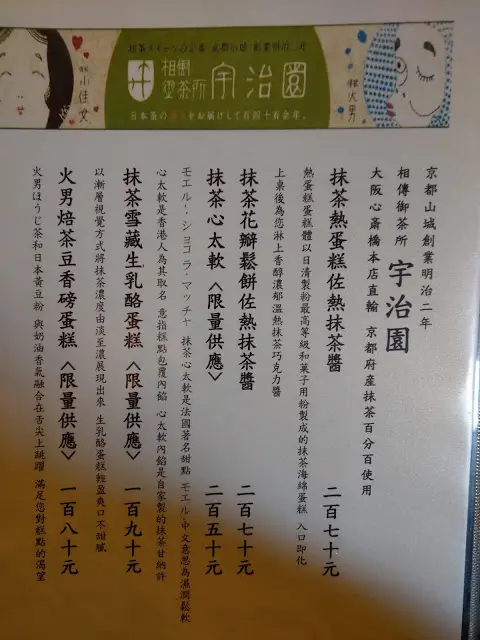 相傳
御茶所
宇治園
小佳女
火男
京都山城創業明治二年
相傳御茶所 宇治園
大阪心斎橋本店直輸 京都府産抹茶百分百使用
抹茶熱蛋糕佐熱抹茶醬 二百七十元
熱蛋糕蛋糕體以日清製粉最高等級和菓子用粉製成的抹茶海綿蛋糕 入口即化
上桌後為您淋上香醇濃郁溫熱抹茶巧克力醬
抹茶花瓣鬆餅佐熱抹茶醬 二百七十元
抹茶心太軟〈限量供應〉 二百五十元
モエル・ショコラ・マッチャ 抹茶心太軟是法國著名甜點 モエル・中文意思為濕潤鬆軟
心太軟是香港人為其取名 意指糕點包覆內餡 心太軟內餡是自家製的抹茶甘納許
抹茶雪藏生乳酪蛋糕〈限量供應〉 一百九十元
以漸層視覺方式將抹茶濃度由淡至濃展現出來 生乳酪蛋糕輕盈爽口不甜膩
火男焙茶豆香磅蛋糕〈限量供應〉 一百八十元
火男ほうじ茶和日本黃豆粉 與奶油香氣融合在舌尖上跳躍 滿足您對糕點的渴望